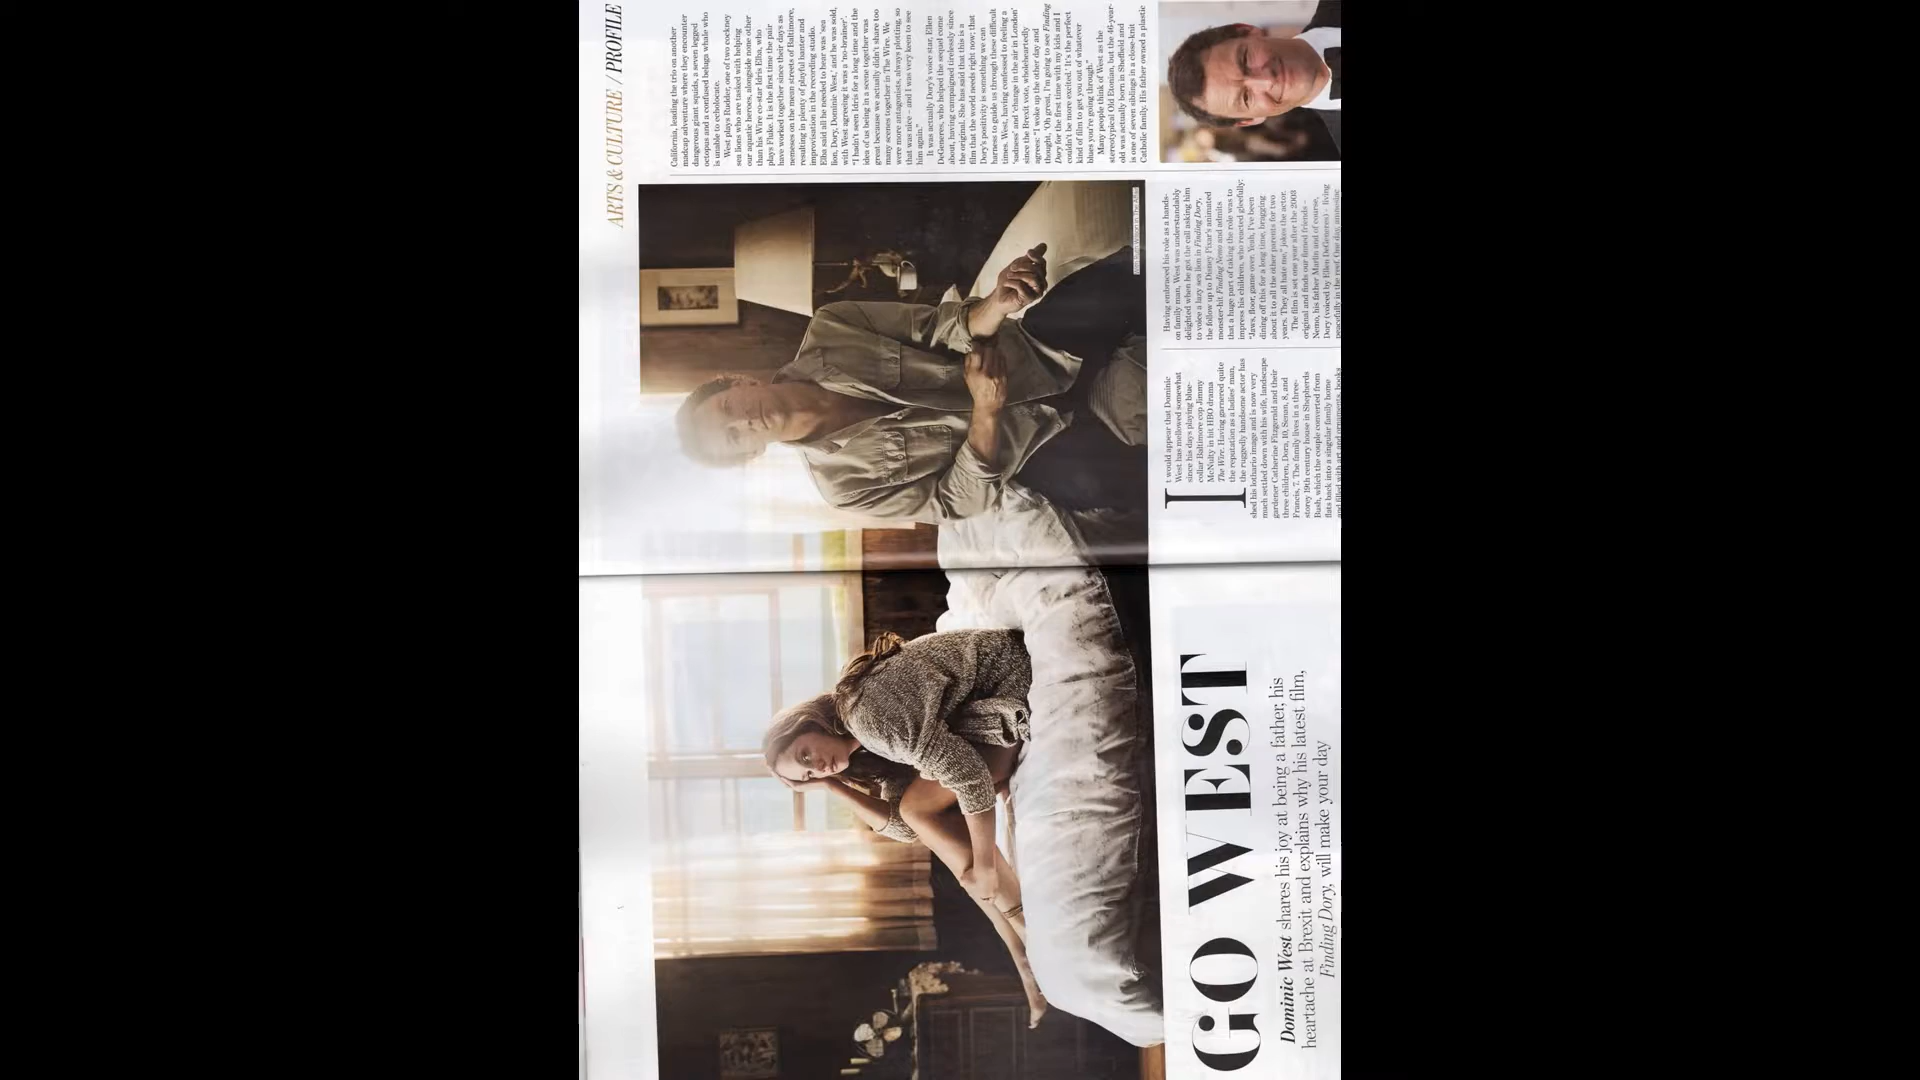 ARTS & CULTURE / PROFILE
GO WEST
Dominic West shares his joy at being a father, his
heartache at Brexit and explains why his latest film,
Finding Dory, will make your day
It would appear that Dominic
West has mellowed somewhat
since his days playing blue-
collar Baltimore cop Jimmy
McNulty in hit HBO drama
The Wire. Having garnered quite
the reputation as a ladies' man,
the ruggedly handsome actor has
shed his lothario image and is now very
much settled down with his wife, landscape
gardener Catherine Fitzgerald and their
three children, Dora, 10, Senan, 8, and
Francis, 7. The family lives in a three-
storey 19th century house in Shepherds
Bush, which the couple converted from
flats back into a singular family home
and filled with art and ornaments, books
Having embraced his role as a hands-
on family man, West was understandably
delighted when he got the call asking him
to voice a lazy sea lion in Finding Dory,
the follow up to Disney Pixar's animated
monster-hit Finding Nemo and admits
that a huge part of taking the role was to
impress his children, who reacted gleefully:
"Jaws, floor, game over. Yeah, I've been
dining off this for a long time, bragging
about it to all the other parents for two
years. They all hate me," jokes the actor.
The film is set one year after the 2003
original and finds our finned friends –
Nemo, his father Marlin and of course,
Dory (voiced by Ellen DeGeneres) – living
peacefully in the reef. One day, amnesiac
With Ruth Wilson in The Affair
California, leading the trio on another
madcap adventure where they encounter
dangerous giant squids, a seven legged
octopus and a confused beluga whale who
is unable to echolocate.
West plays Rudder, one of two cockney
sea lions who are tasked with helping
our aquatic heroes, alongside none other
than his Wire co-star Idris Elba, who
plays Fluke. It is the first time the pair
have worked together since their days as
nemeses on the mean streets of Baltimore,
resulting in plenty of playful banter and
improvisation in the recording studio.
Elba said all he needed to hear was 'sea
lion, Dory, Dominic West,' and he was sold,
with West agreeing it was a 'no-brainer'.
"I hadn't seen Idris for a long time and the
idea of us being in a scene together was
great because we actually didn't share too
many scenes together in The Wire. We
were more antagonists, always plotting, so
that was nice – and I was very keen to see
him again."
It was actually Dory's voice star, Ellen
DeGeneres, who helped the sequel come
about, having campaigned tirelessly since
the original. She has said that this is a
film that the world needs right now; that
Dory's positivity is something we can
harness to guide us through these difficult
times. West, having confessed to feeling a
'sadness' and 'change in the air in London'
since the Brexit vote, wholeheartedly
agrees: "I woke up the other day and
thought, 'Oh great, I'm going to see Finding
Dory for the first time with my kids and I
couldn't be more excited.' It's the perfect
kind of film to get you out of whatever
blues you're going through."
Many people think of West as the
stereotypical Old Etonian, but the 46-year-
old was actually born in Sheffield and
is one of seven siblings in a close-knit
Catholic family. His father owned a plastic